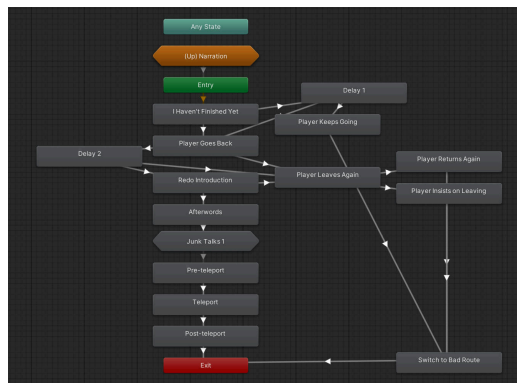 Any State
(Up) Narration
Entry
Delay 1
I Haven't Finished Yet
Player Keeps Going
Player Goes Back
Delay 2
Player Returns Again
Player Leaves Again
Redo Introduction
Player Insists on Leaving
Afterwords
Junk Talks 1
Pre-teleport
Teleport
Post-teleport
Switch to Bad Route
Exit